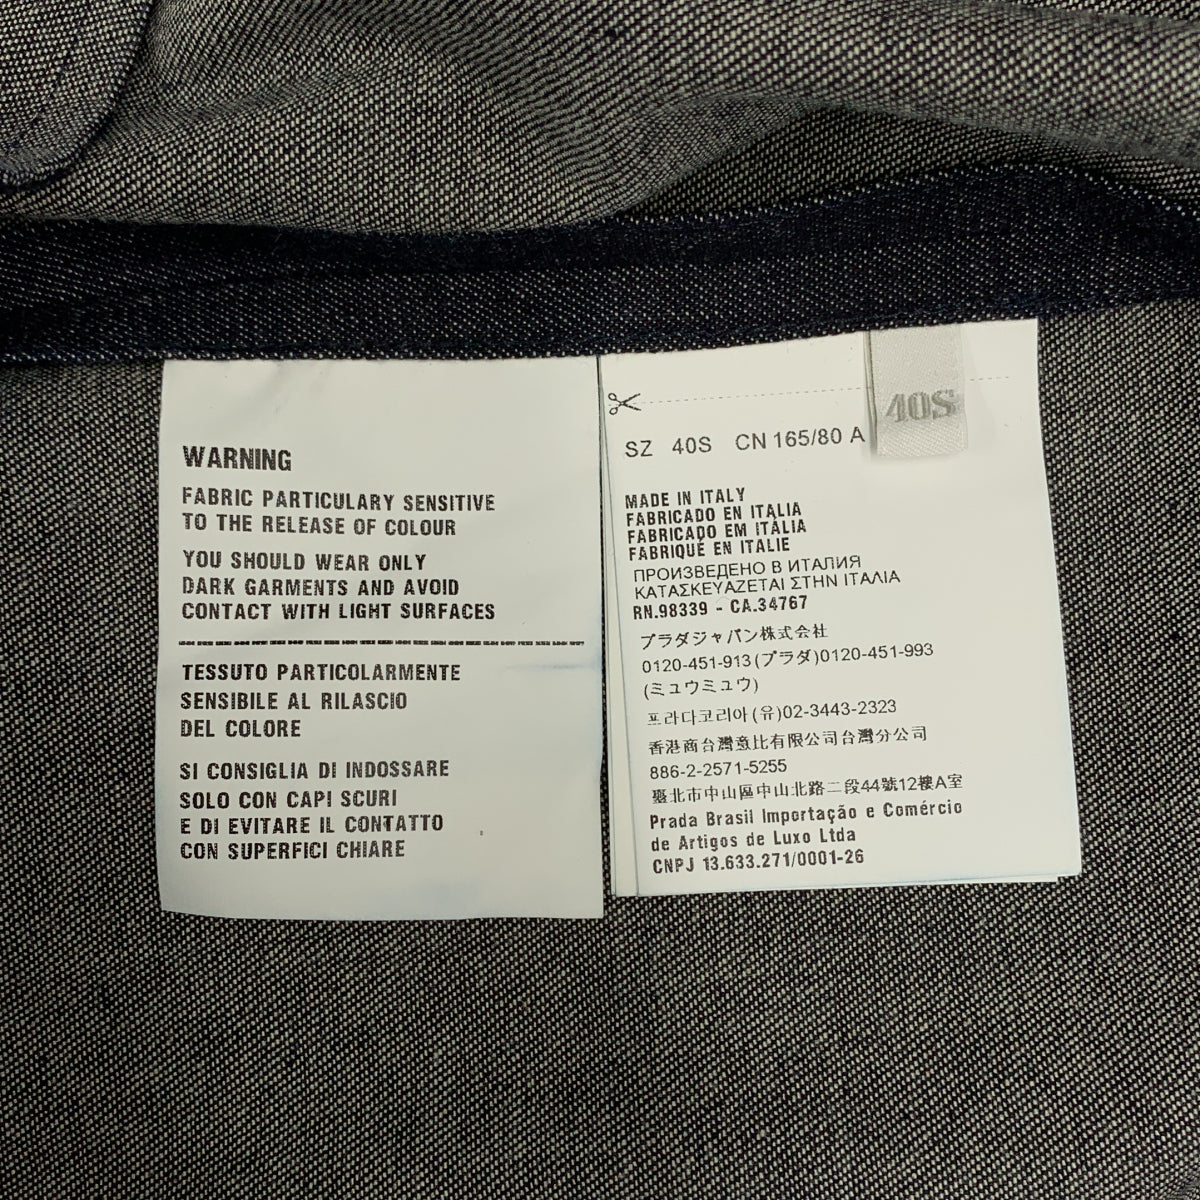 WARNING
FABRIC PARTICULARY SENSITIVE
TO THE RELEASE OF COLOUR
YOU SHOULD WEAR ONLY
DARK GARMENTS AND AVOID
CONTACT WITH LIGHT SURFACES
TESSUTO PARTICOLARMENTE
SENSIBILE AL RILASCIO
DEL COLORE
SI CONSIGLIA DI INDOSSARE
SOLO CON CAPI SCURI
E DI EVITARE IL CONTATTO
CON SUPERFICI CHIARE
40S
SZ 40S CN 165/80 A
MADE IN ITALY
FABRICADO EN ITALIA
FABRICADO EM ITÁLIA
FABRIQUÉ EN ITALIE
ПРОИЗВЕДЕНО В ИТАЛИЯ
ΚΑΤΑΣΚΕΥΑΖΕΤΑΙ ΣΤΗΝ ΙΤΑΛΙΑ
RN.98339 - CA.34767
プラダジャパン株式会社
0120-451-913(プラダ)0120-451-993
(ミュウミュウ)
프라다코리아(유)02-3443-2323
香港商台灣意比有限公司台灣分公司
886-2-2571-5255
臺北市中山區中山北路二段44號12樓A室
Prada Brasil Importação e Comércio
de Artigos de Luxo Ltda
CNPJ 13.633.271/0001-26